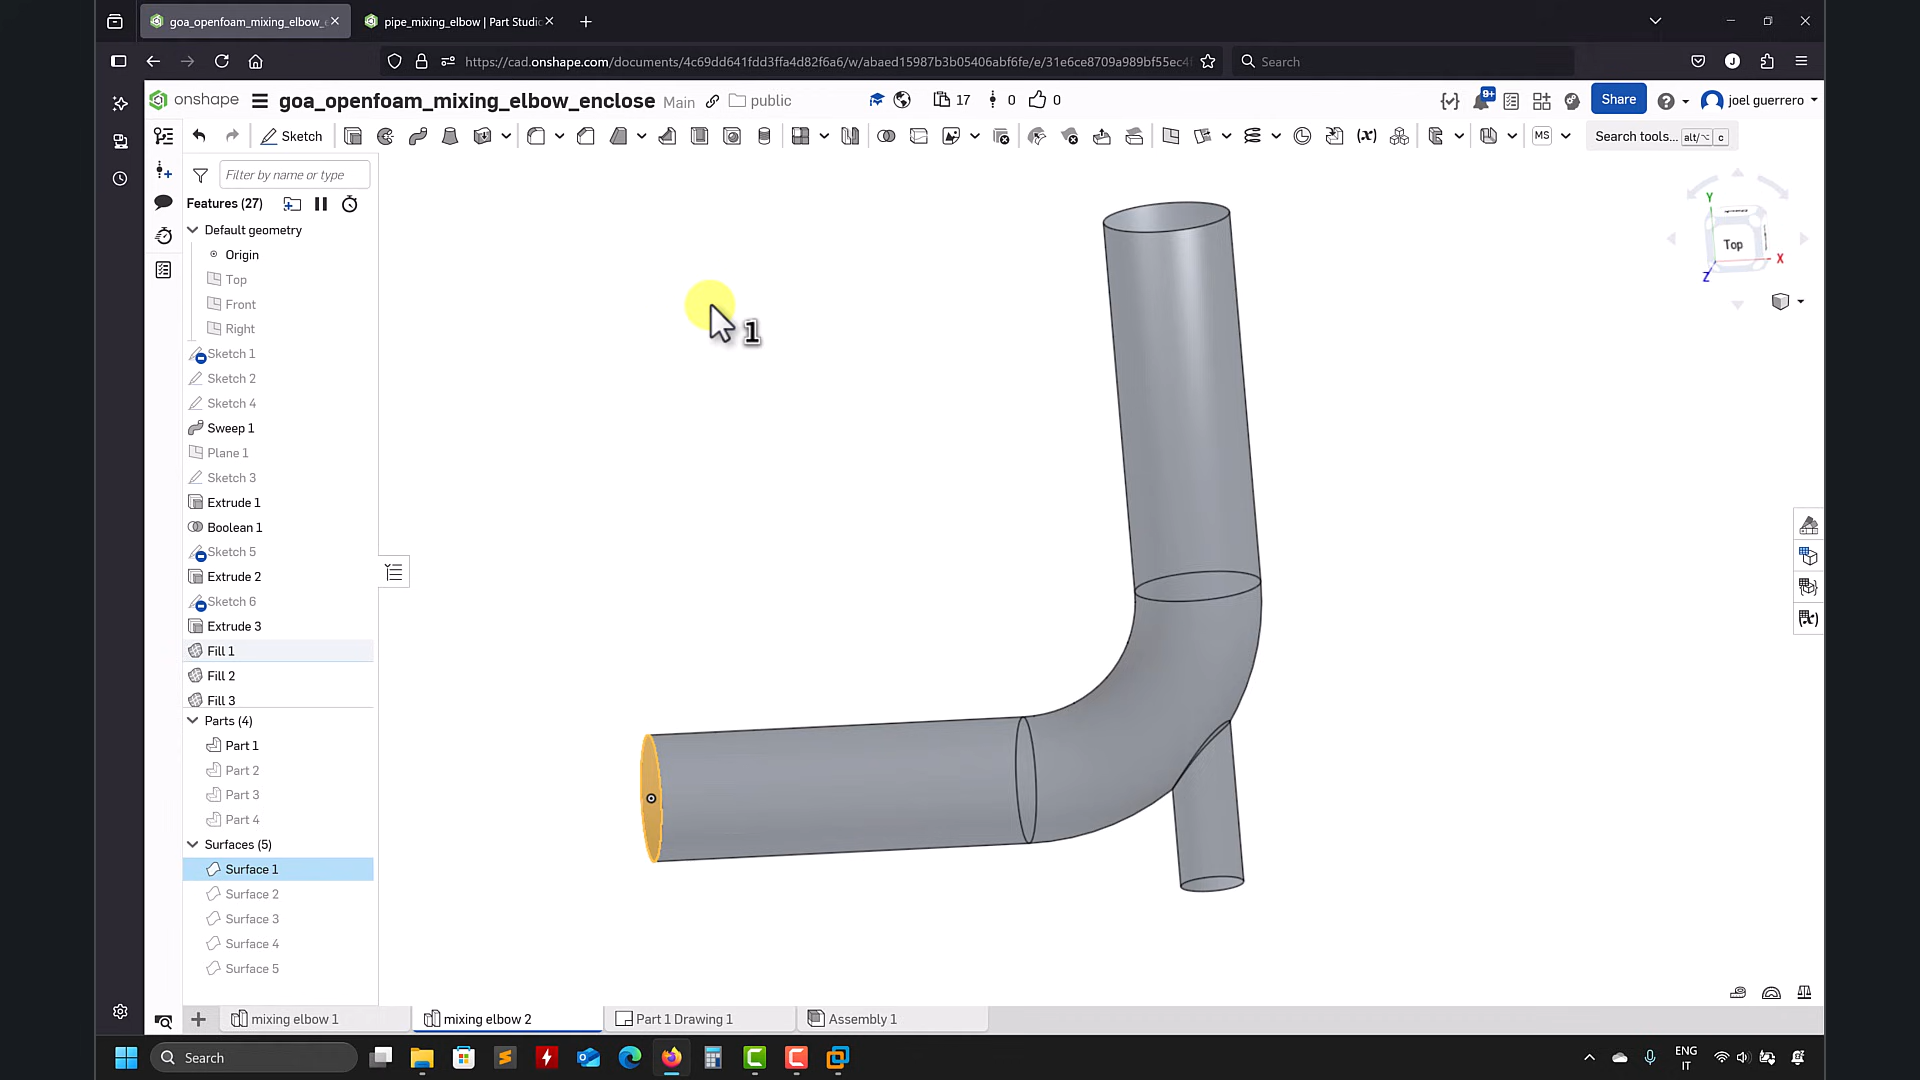 goa_openfoam_mixing_elbow_e
pipe_mixing_elbow | Part Studio
https://cad.onshape.com/documents/4c69dd641fdd3ffa4d82f6a6/w/abaed15987b3b05406abf6fe/e/31e6ce8709a989bf55ec4f
Search
onshape
goa_openfoam_mixing_elbow_enclose
Main
public
17
0
0
9+
Share
joel guerrero
Sketch
(x)
MS
Search tools...
alt/⌥
c
Filter by name or type
Features (27)
Default geometry
Origin
Top
Front
Right
Sketch 1
Sketch 2
Sketch 4
Sweep 1
Plane 1
Sketch 3
Extrude 1
Boolean 1
Sketch 5
Extrude 2
Sketch 6
Extrude 3
Fill 1
Fill 2
Fill 3
Parts (4)
Part 1
Part 2
Part 3
Part 4
Surfaces (5)
Surface 1
Surface 2
Surface 3
Surface 4
Surface 5
1
Y
Top
X
Z
(x)
mixing elbow 1
mixing elbow 2
Part 1 Drawing 1
Assembly 1
Search
ENG
IT